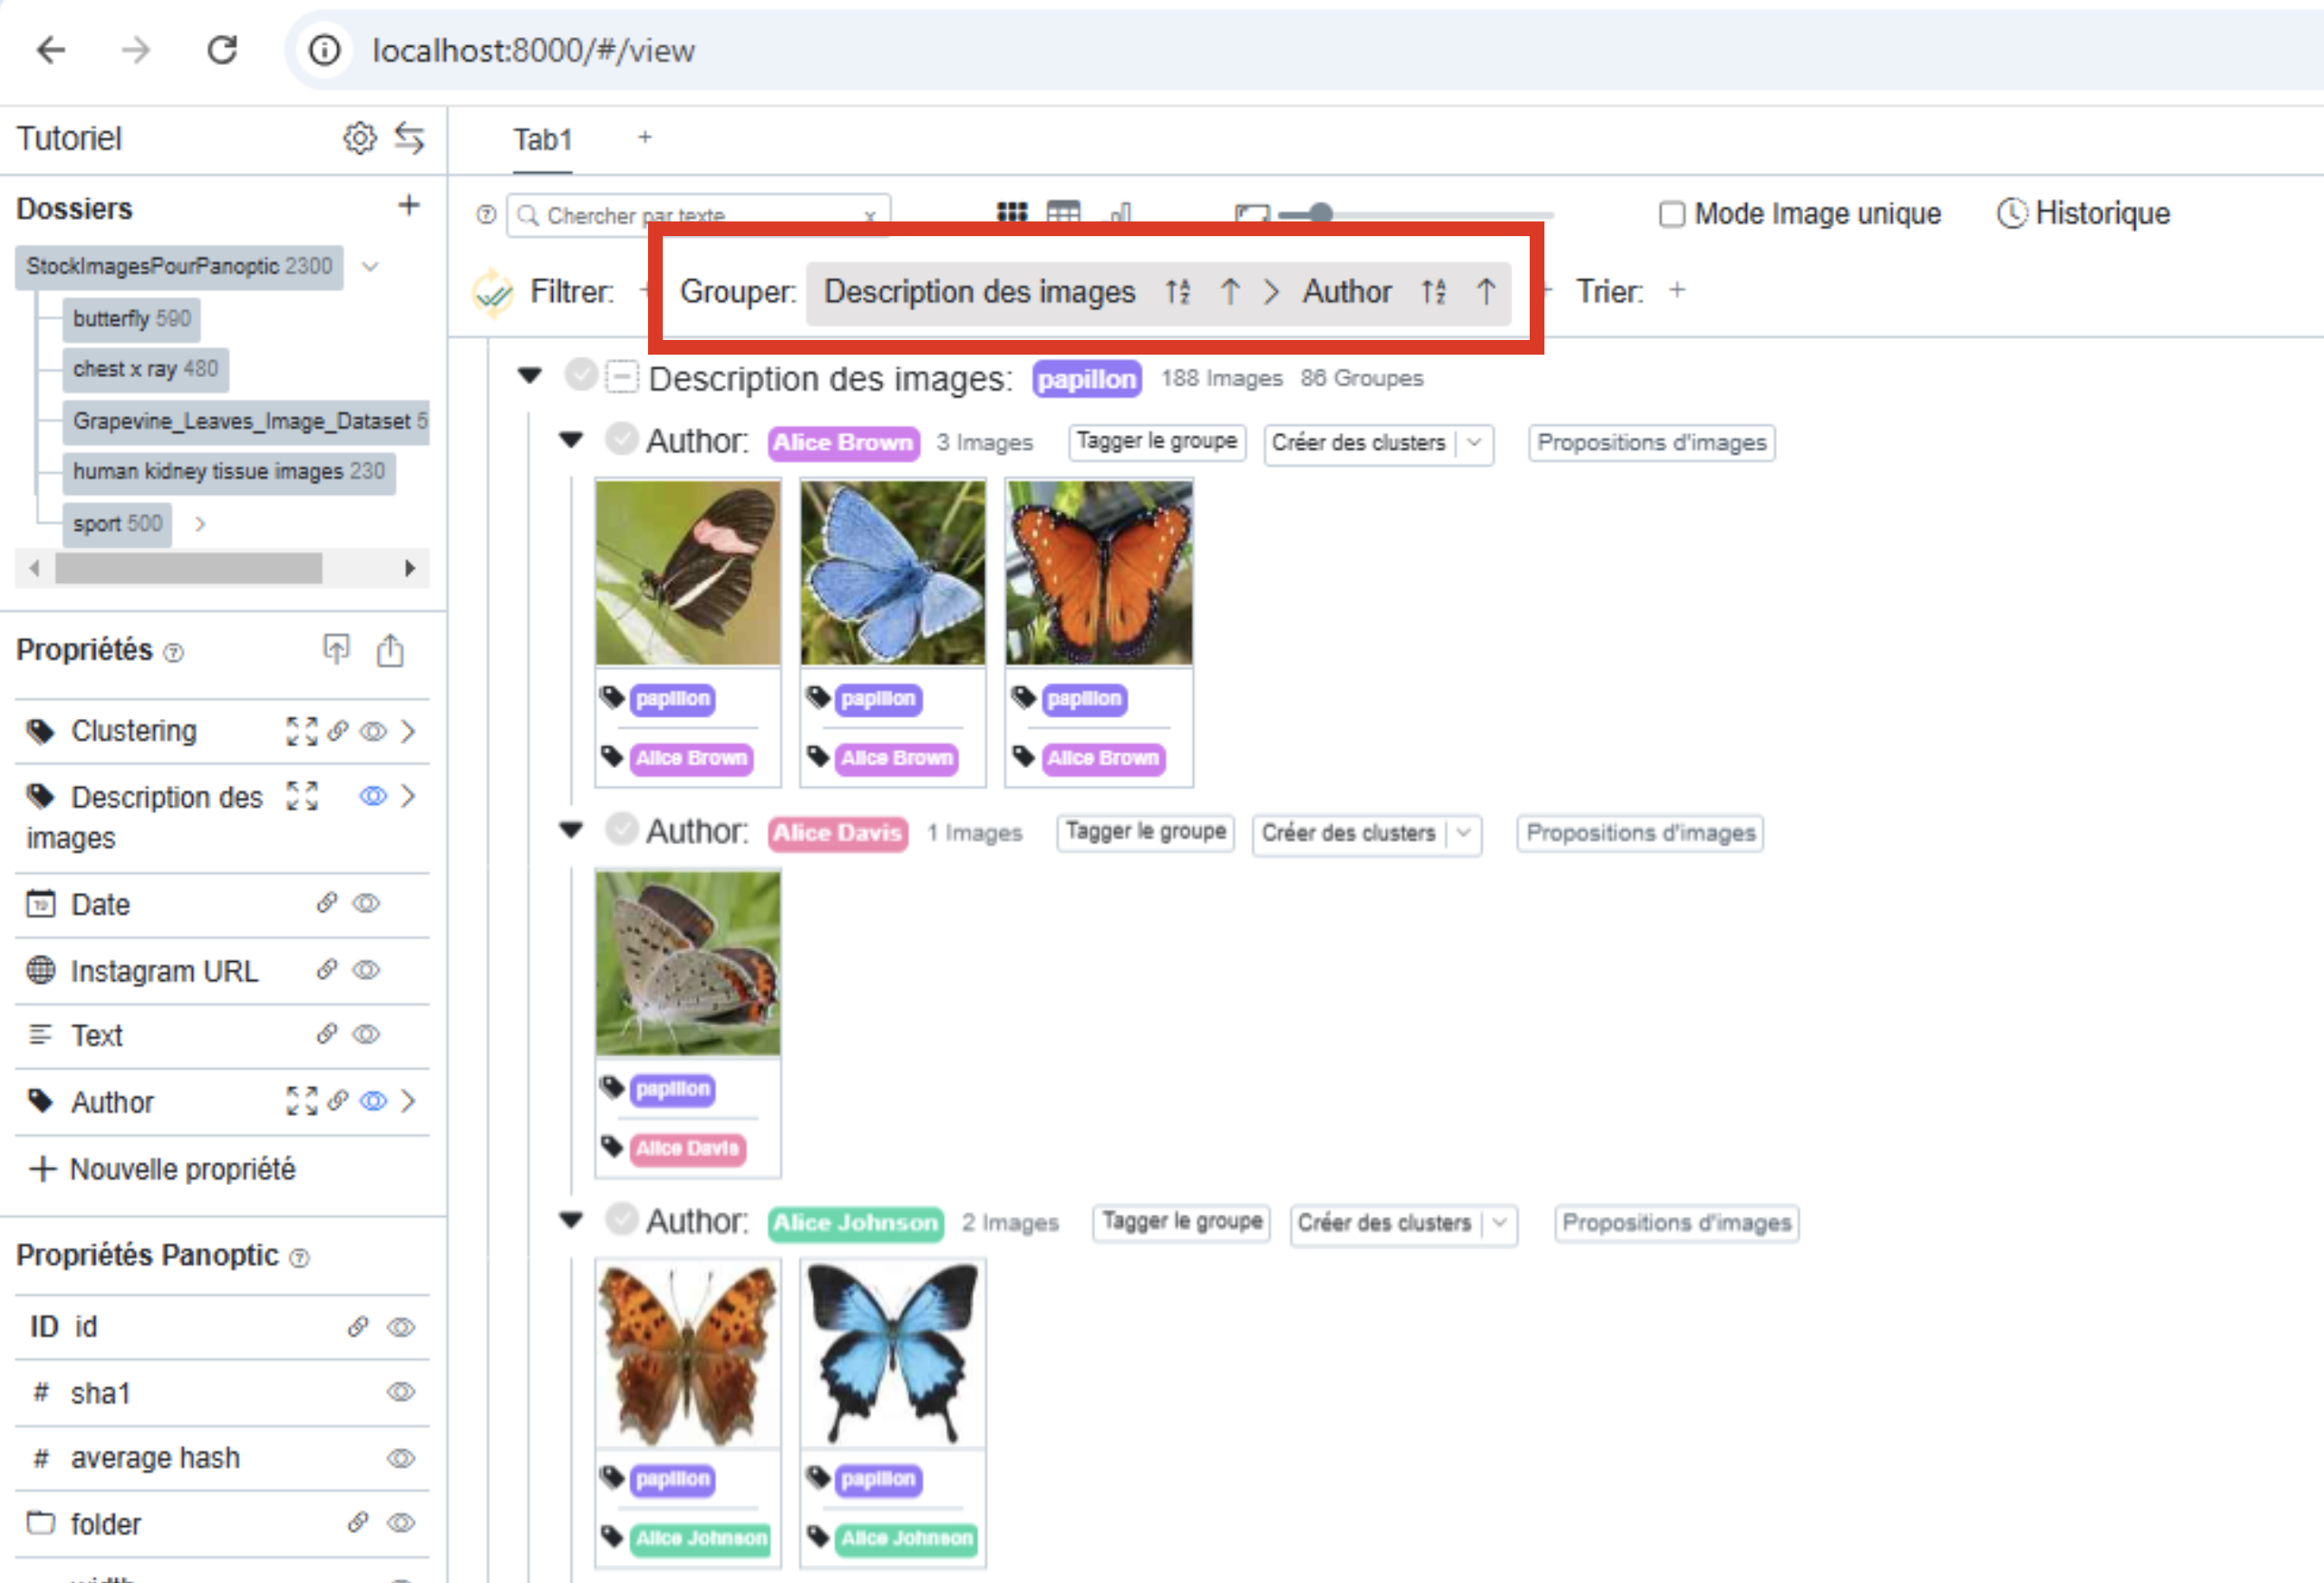 localhost:8000/#/view
Tutoriel
Tab1 +
Dossiers +
StockImagesPourPanoptic 2300
butterfly 590
chest x ray 480
Grapevine_Leaves_Image_Dataset 5
human kidney tissue images 230
sport 500
Propriétés
Clustering
Description des
images
Date
Instagram URL
Text
Author
+ Nouvelle propriété
Propriétés Panoptic
ID id
# sha1
# average hash
folder
Chercher par texte x
Mode Image unique
Historique
Filtrer: Grouper: Description des images > Author Trier: +
Description des images: papillon 188 Images 86 Groupes
Author: Alice Brown 3 Images Tagger le groupe Créer des clusters Propositions d'images
papillon papillon papillon
Alice Brown Alice Brown Alice Brown
Author: Alice Davis 1 Images Tagger le groupe Créer des clusters Propositions d'images
papillon
Alice Davis
Author: Alice Johnson 2 Images Tagger le groupe Créer des clusters Propositions d'images
papillon papillon
Alice Johnson Alice Johnson